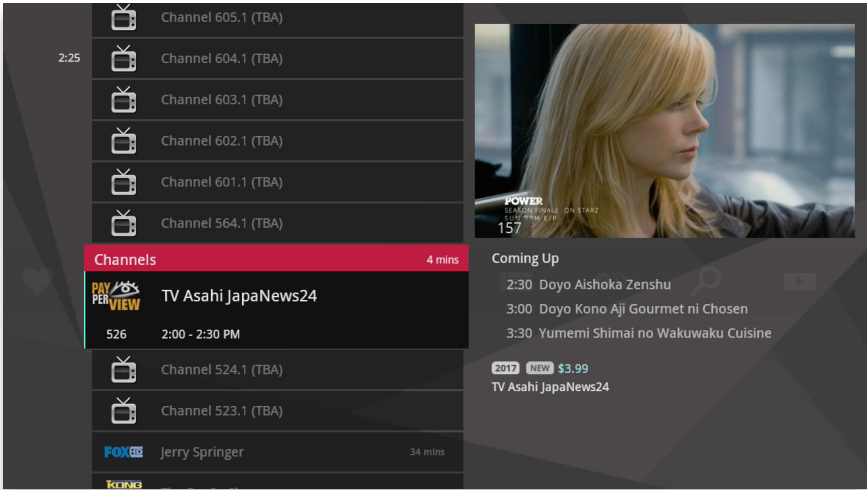 Channel 605.1 (TBA)
2:25
Channel 604.1 (TBA)
Channel 603.1 (TBA)
Channel 602.1 (TBA)
Channel 601.1 (TBA)
Channel 564.1 (TBA)
Channels 4 mins
PAY PER VIEW
TV Asahi JapaNews24
526 2:00 - 2:30 PM
Channel 524.1 (TBA)
Channel 523.1 (TBA)
FOX HD Jerry Springer 34 mins
KONG
POWER
SEASON FINALE ON STARZ
SUN 9PM E/P
157
Coming Up
2:30 Doyo Aishoka Zenshu
3:00 Doyo Kono Aji Gourmet ni Chosen
3:30 Yumemi Shimai no Wakuwaku Cuisine
2017 NEW $3.99
TV Asahi JapaNews24